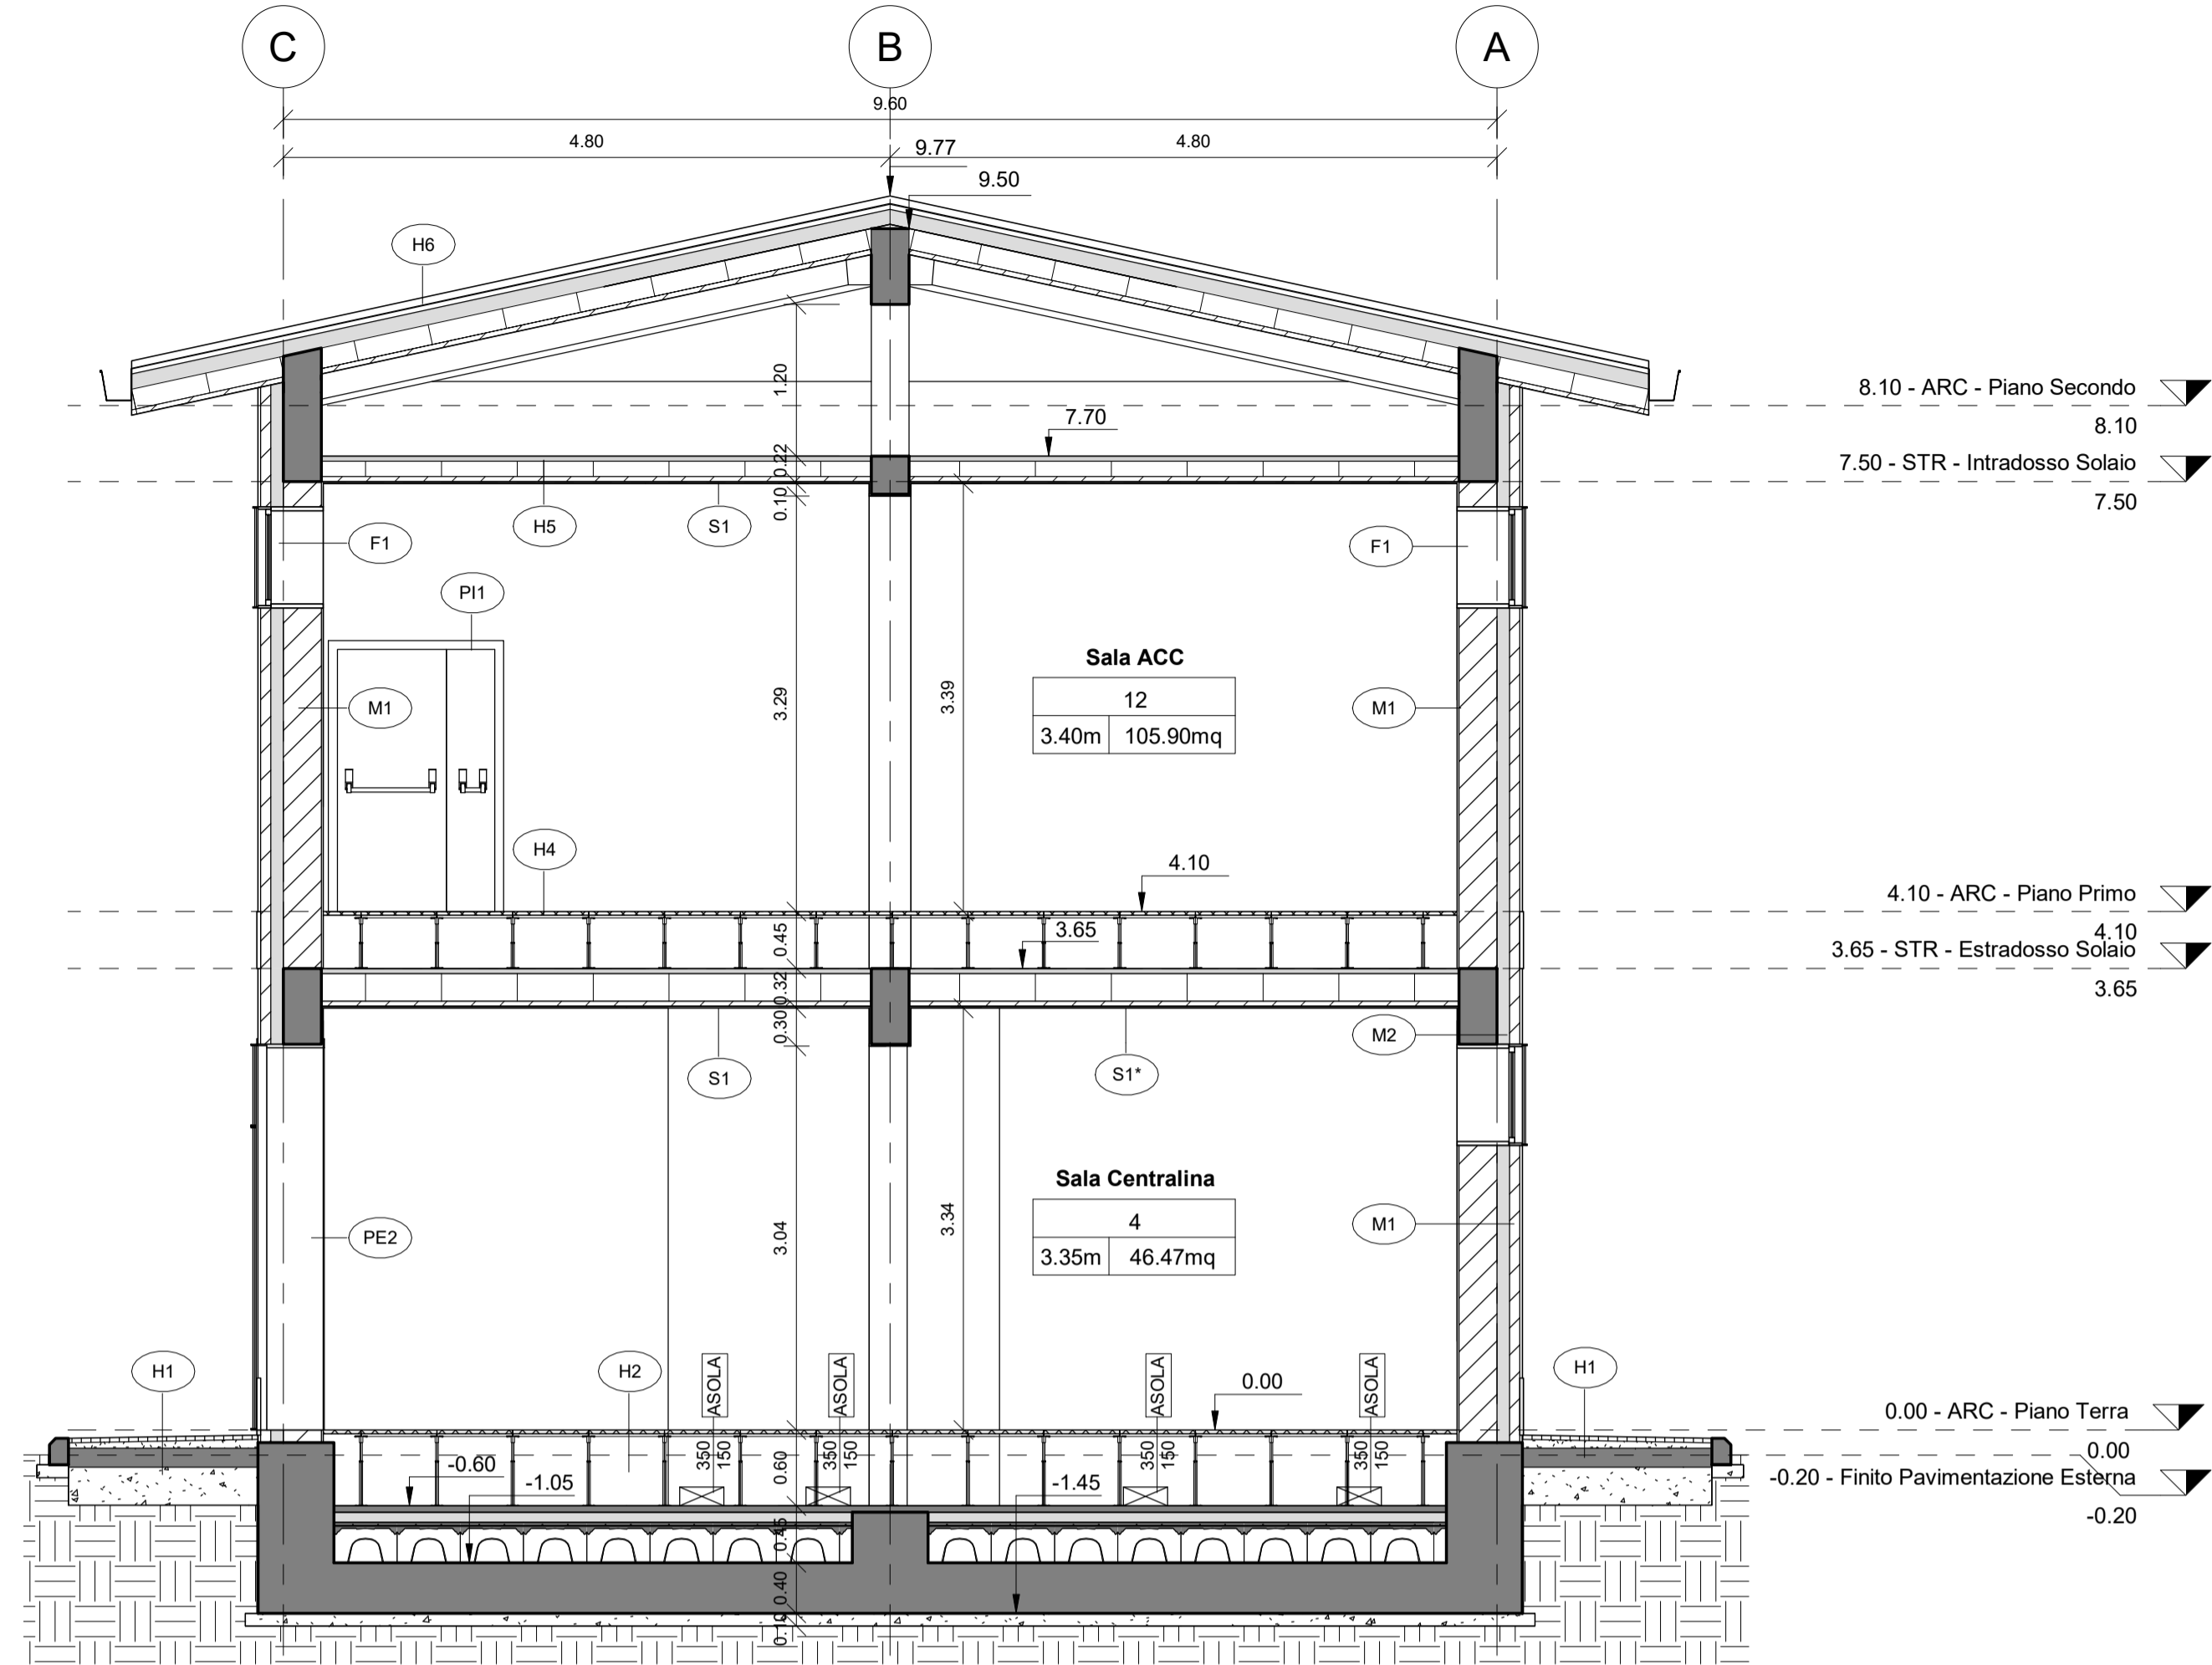 C
B
A
9.60
4.80
4.80
9.77
9.50
H6
1.20
8.10 - ARC - Piano Secondo
8.10
7.70
7.50 - STR - Intradosso Solaio
7.50
0.22
0.10
H5
S1
F1
F1
PI1
Sala ACC
12
3.40m
105.90mq
3.29
3.39
M1
M1
H4
4.10
4.10 - ARC - Piano Primo
4.10
0.45
3.65
3.65 - STR - Estradosso Solaio
3.65
0.32
0.30
M2
S1
S1*
Sala Centralina
4
3.35m
46.47mq
3.04
3.34
M1
PE2
H1
H2
ASOLA
ASOLA
ASOLA
ASOLA
0.00
H1
0.00 - ARC - Piano Terra
0.00
350
150
350
150
350
150
350
150
0.60
-0.60
-1.05
-1.45
-0.20 - Finito Pavimentazione Esterna
-0.20
0.45
0.40
0.10